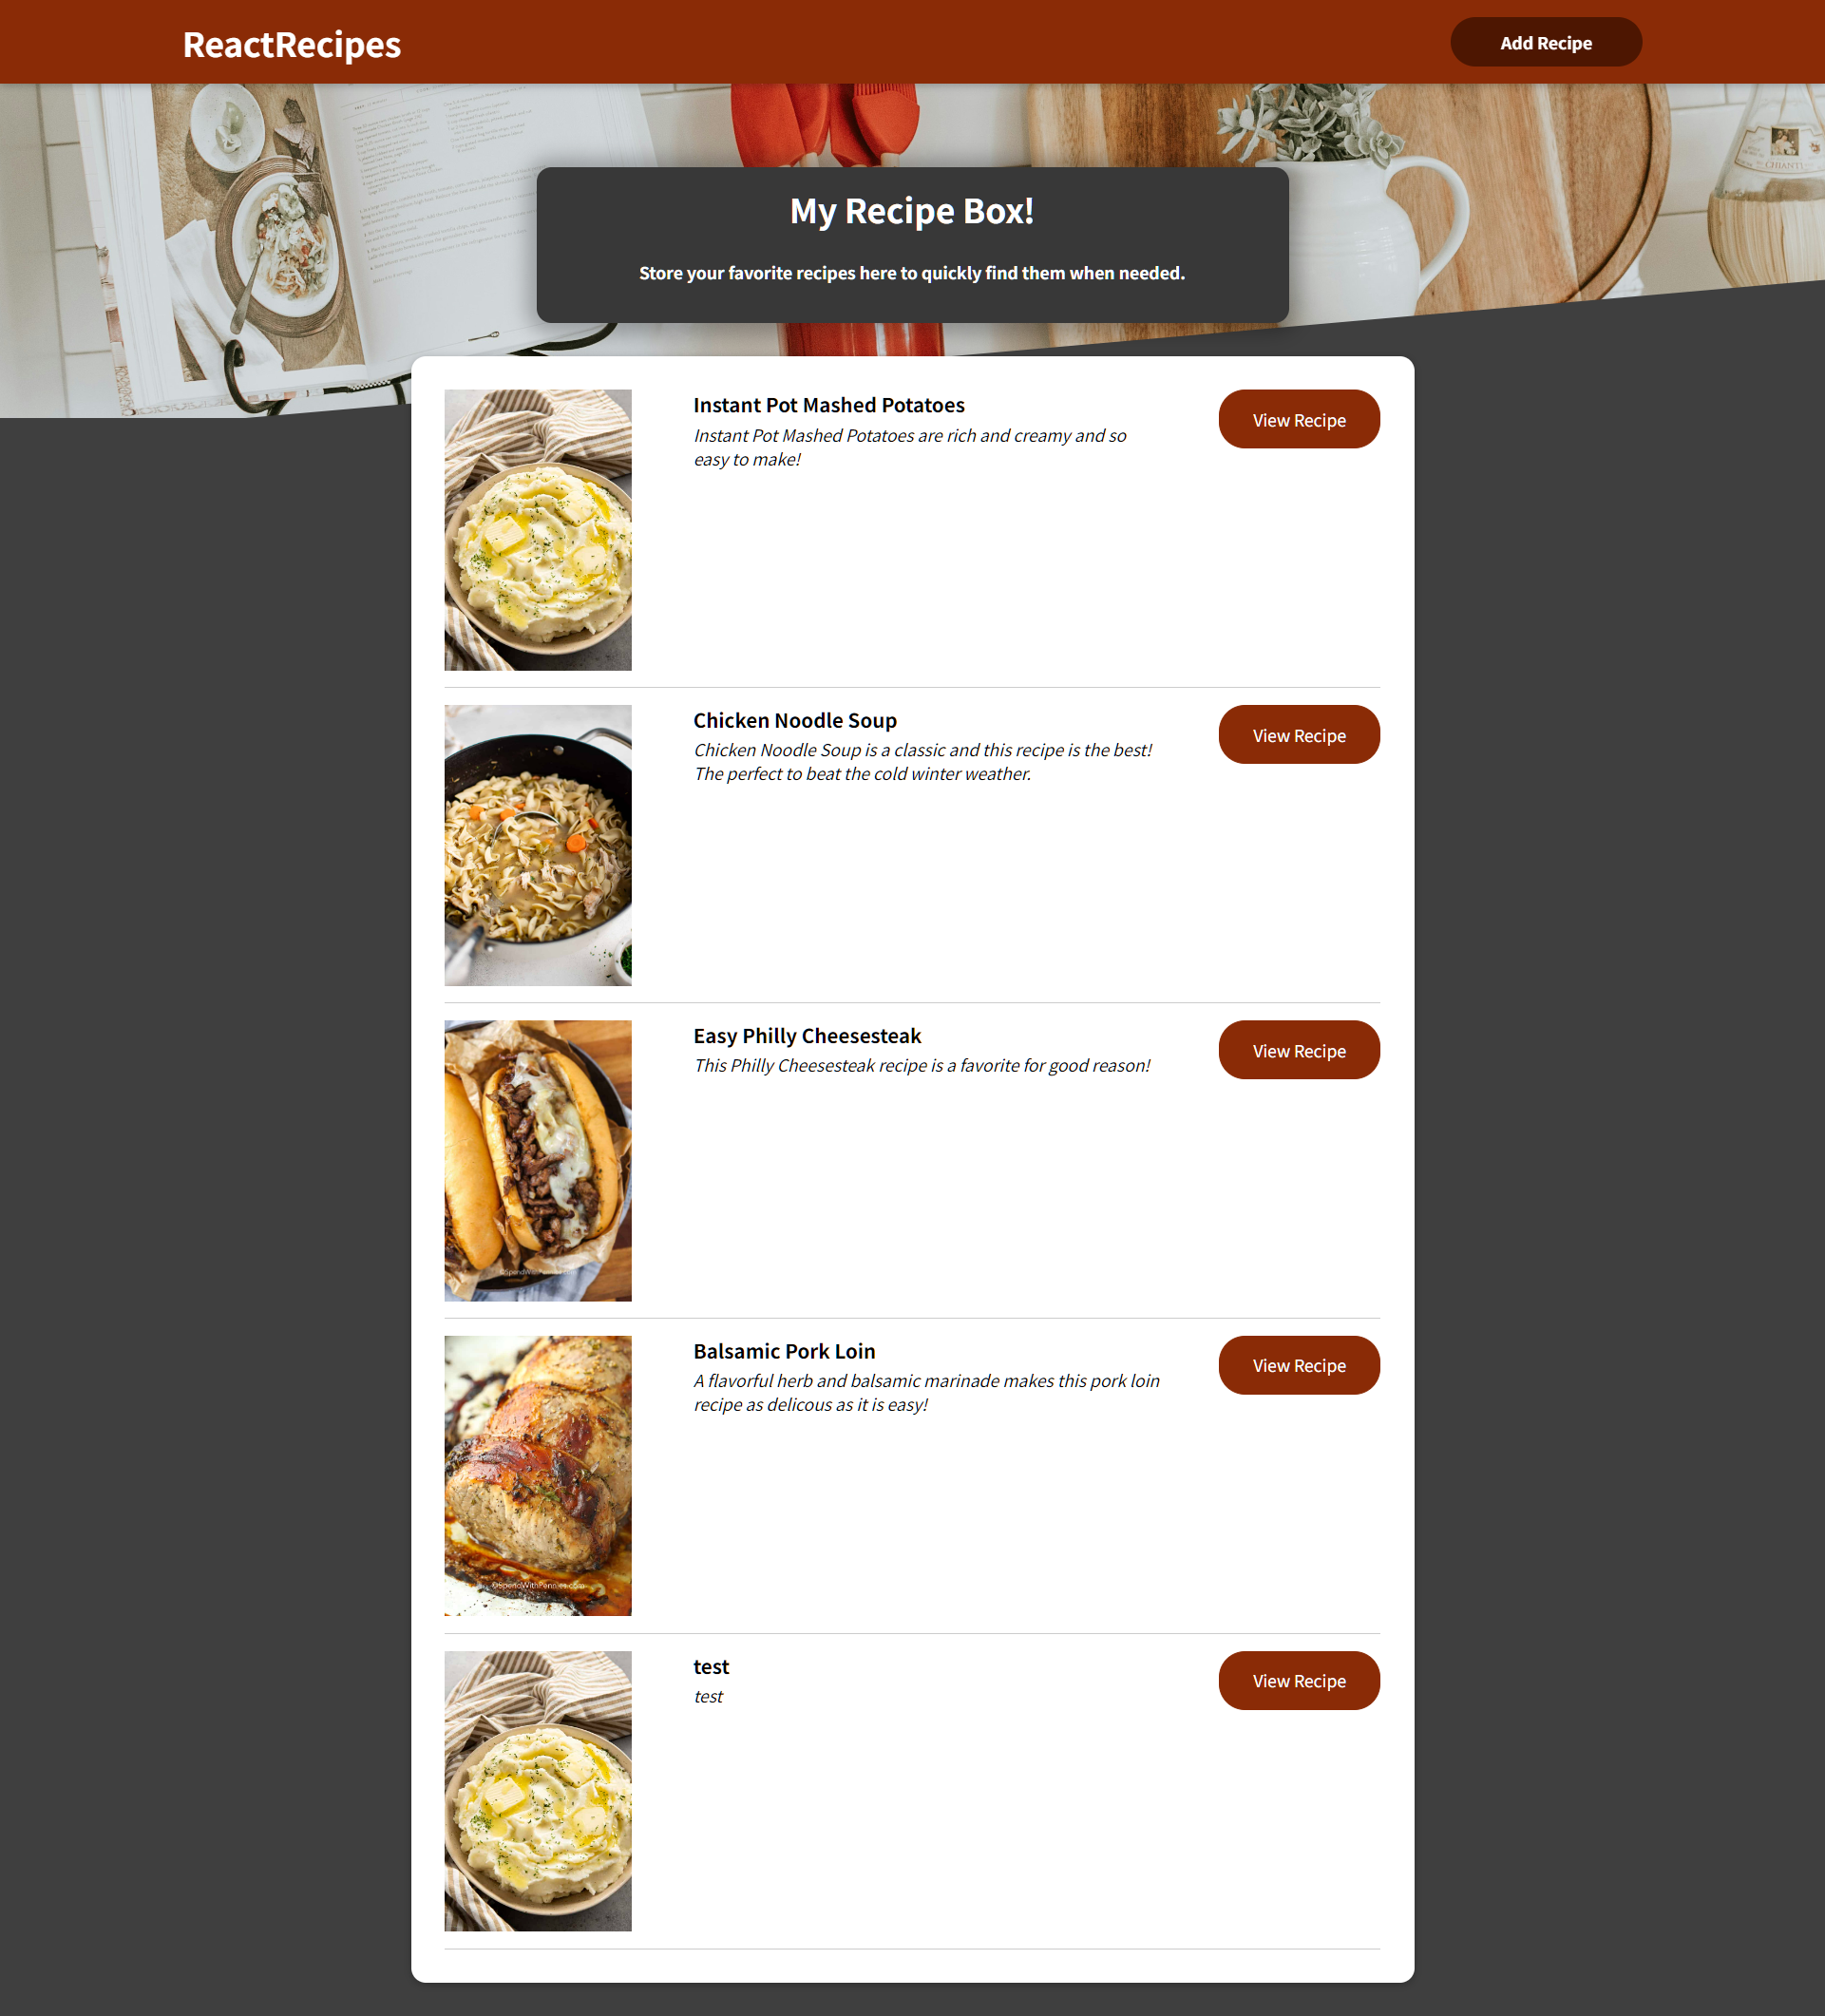 ReactRecipes
Add Recipe
CHIANTI
My Recipe Box!
Store your favorite recipes here to quickly find them when needed.
Instant Pot Mashed Potatoes
Instant Pot Mashed Potatoes are rich and creamy and so
easy to make!
View Recipe
Chicken Noodle Soup
Chicken Noodle Soup is a classic and this recipe is the best!
The perfect to beat the cold winter weather.
View Recipe
Easy Philly Cheesesteak
This Philly Cheesesteak recipe is a favorite for good reason!
View Recipe
©SpendWithPennies.com
Balsamic Pork Loin
A flavorful herb and balsamic marinade makes this pork loin
recipe as delicous as it is easy!
View Recipe
©SpendWithPennies.com
test
test
View Recipe